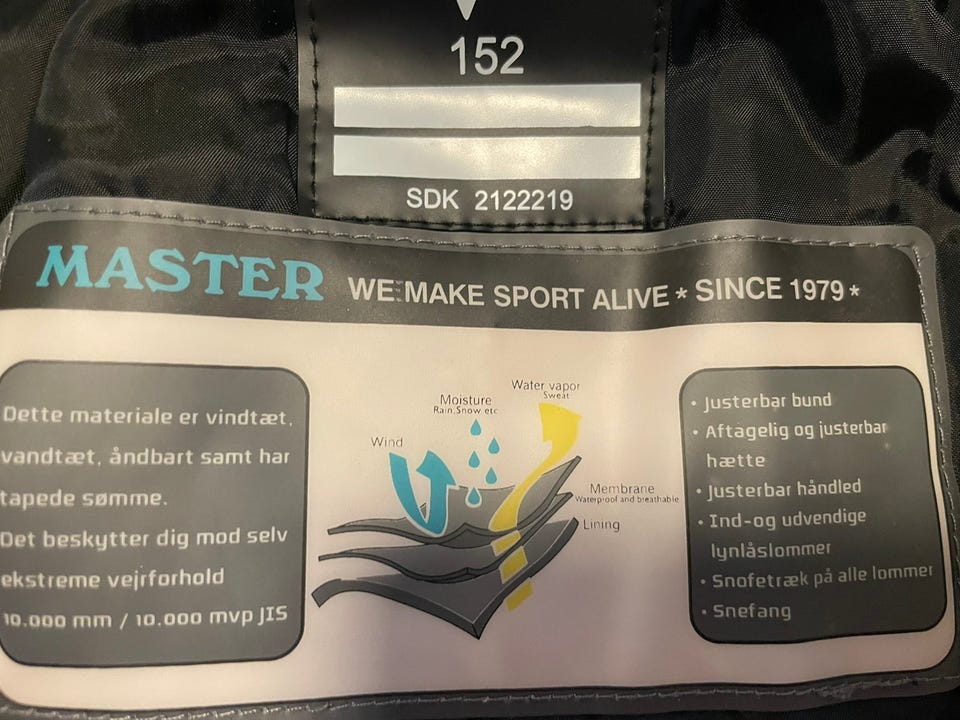 152
SDK 2122219
MASTER WE MAKE SPORT ALIVE * SINCE 1979 *
Dette materiale er vindtæt,
vandtæt, åndbart samt har
tapede sømme.
Det beskytter dig mod selv
ekstreme vejrforhold
10.000 mm / 10.000 mvp JIS
Wind
Moisture
Rain, Snow etc
Water vapor
Sweat
Membrane
Waterproof and breathable
Lining
• Justerbar bund
• Aftagelig og justerbar
hætte
• Justerbar håndled
• Ind-og udvendige
lynlåslommer
• Snofetræk på alle lommer
• Snefang